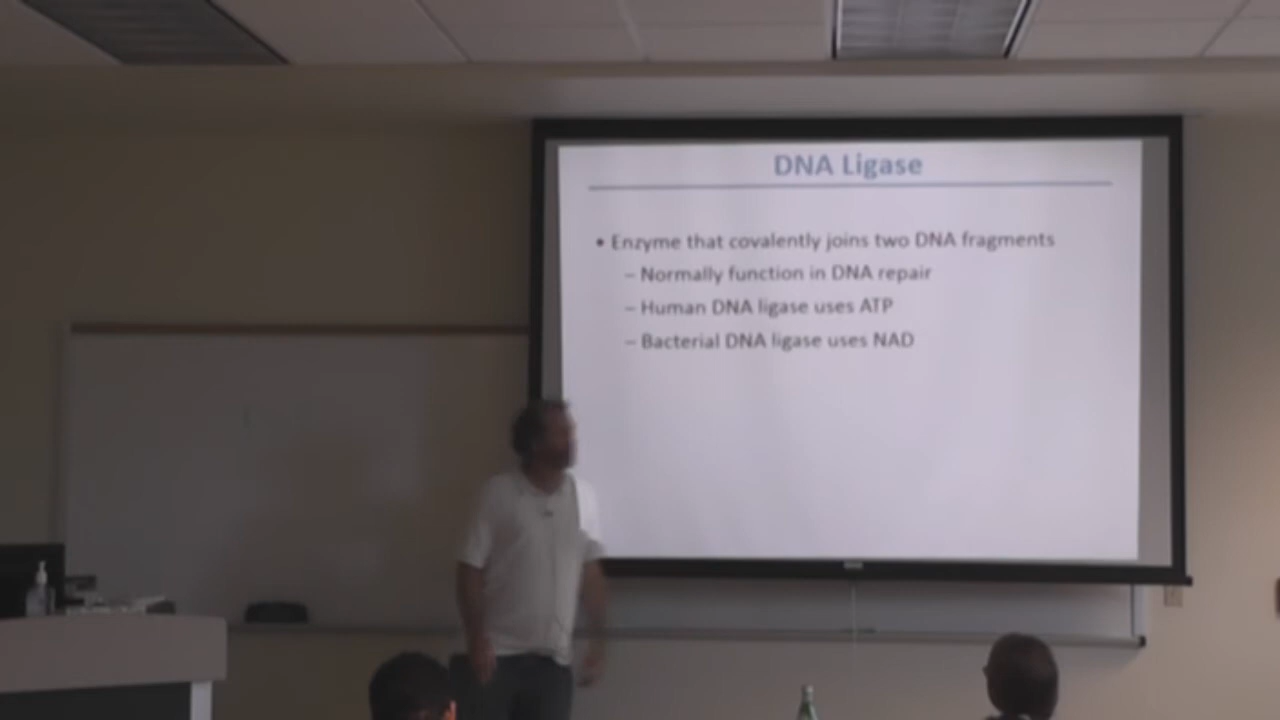 DNA Ligase
• Enzyme that covalently joins two DNA fragments
– Normally function in DNA repair
– Human DNA ligase uses ATP
– Bacterial DNA ligase uses NAD